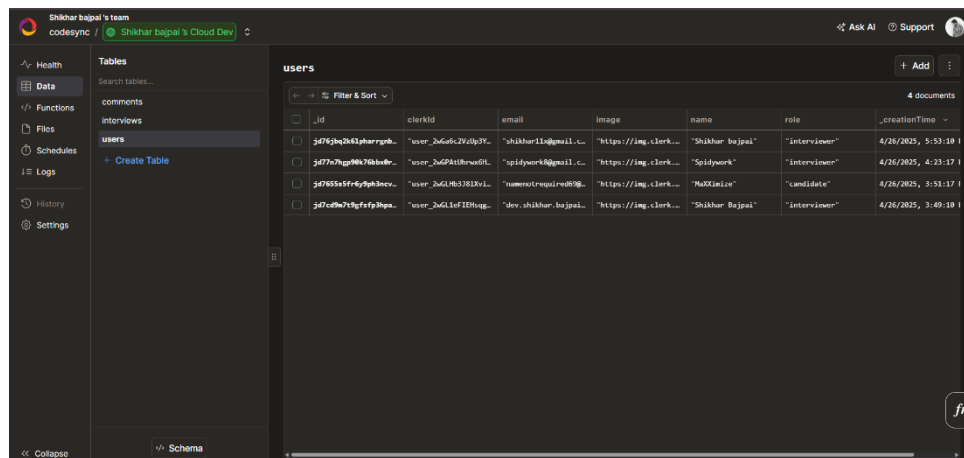 Shikhar bajpai 's team
codesync / Shikhar bajpai 's Cloud Dev
Ask AI Support
Health
Data
Functions
Files
Schedules
Logs
History
Settings
Collapse
Tables
Search tables...
comments
interviews
users
+ Create Table
Schema
users
+ Add
Filter & Sort
4 documents
_id clerkId email image name role _creationTime
"https://img.clerk.… "Shikhar bajpai" "interviewer" 4/26/2025, 5:53:10
"https://img.clerk.… "Spidywork" "interviewer" 4/26/2025, 4:23:17
"https://img.clerk.… "MaXXimize" "candidate" 4/26/2025, 3:51:17
"dev.shikhar.bajpai… "https://img.clerk.… "Shikhar Bajpai" "interviewer" 4/26/2025, 3:49:10